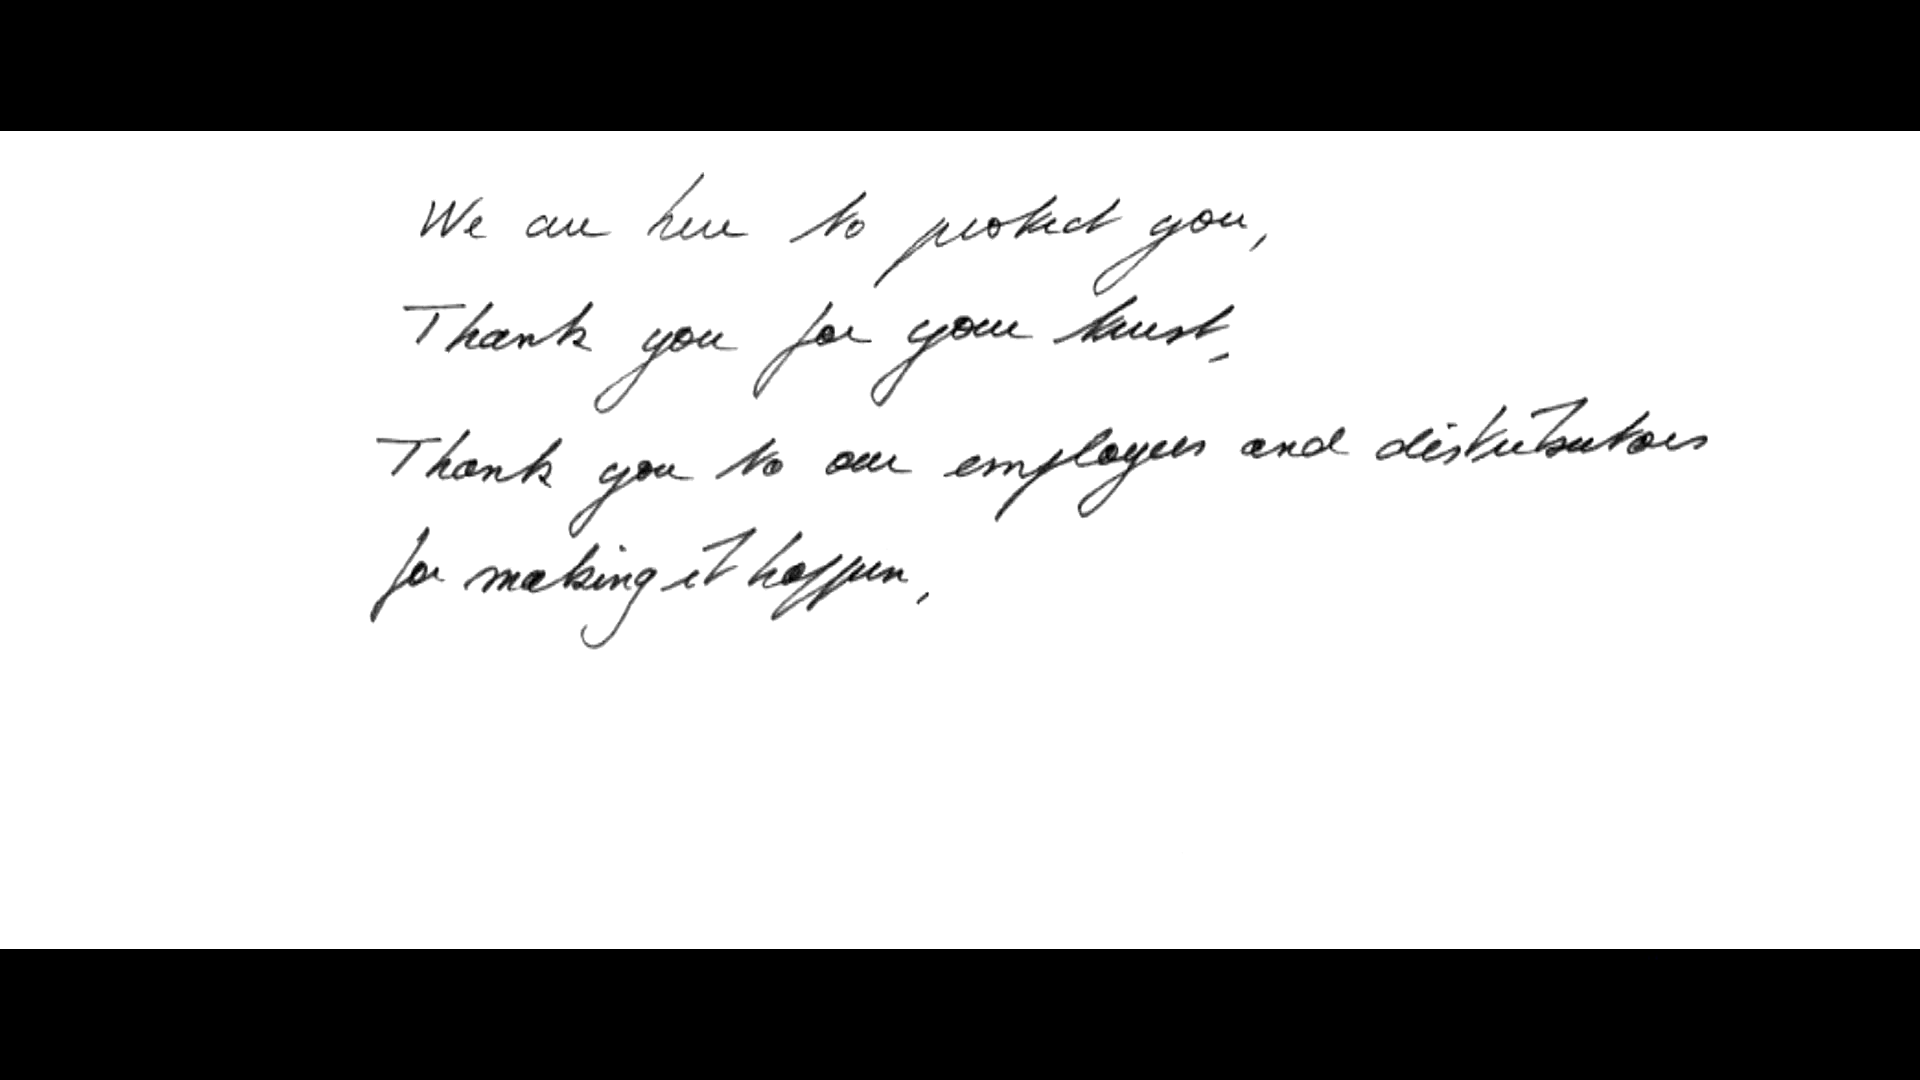 We are here to protect you,
Thank you for your trust,
Thank you to our employees and distributors
for making it happen,